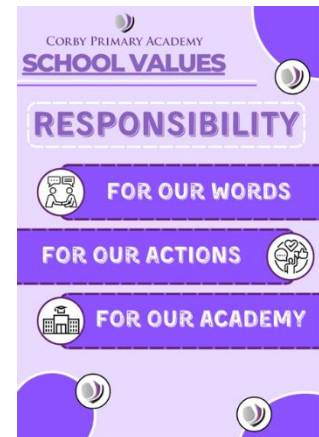 CORBY PRIMARY ACADEMY
SCHOOL VALUES
RESPONSIBILITY
FOR OUR WORDS
FOR OUR ACTIONS
FOR OUR ACADEMY